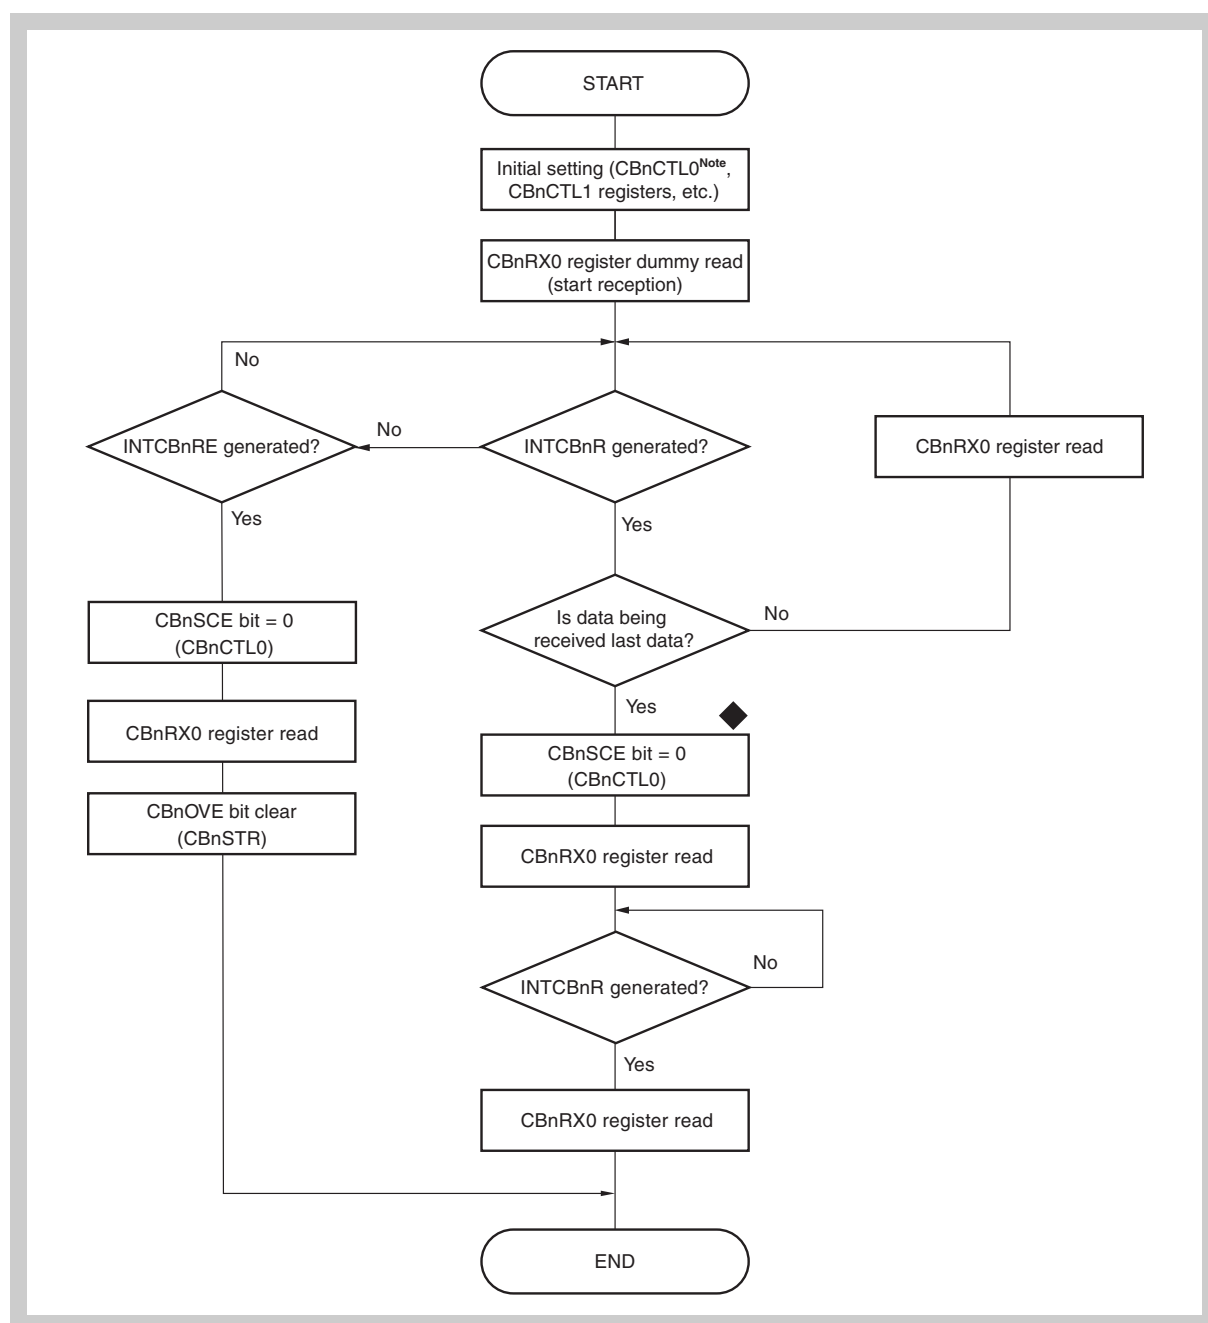 START
Initial setting (CBnCTL0Note,
CBnCTL1 registers, etc.)
CBnRX0 register dummy read
(start reception)
No
INTCBnRE generated?
No
INTCBnR generated?
CBnRX0 register read
Yes
Yes
Is data being
received last data?
No
CBnSCE bit = 0
(CBnCTL0)
CBnRX0 register read
CBnOVE bit clear
(CBnSTR)
Yes
CBnSCE bit = 0
(CBnCTL0)
CBnRX0 register read
INTCBnR generated?
No
Yes
CBnRX0 register read
END